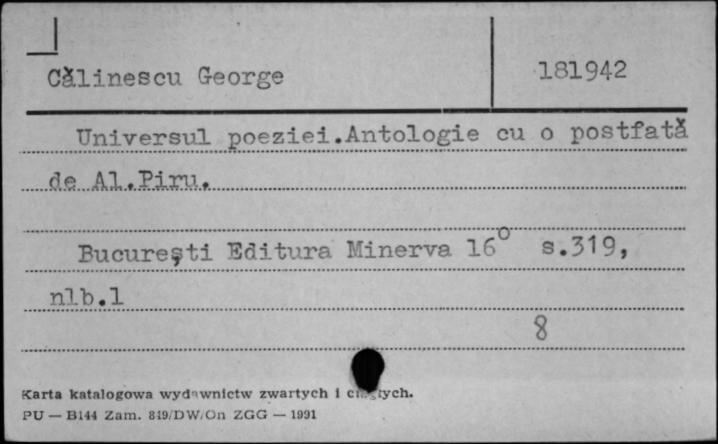 Călinescu George
181942
Universul poeziei.Antologie cu o postfată
de Al.Piru.
București Editura Minerva 16° s.319,
nlb.1
8
Karta katalogowa wydawnictw zwartych i ciągłych.
PU — B144 Zam. 849/DW/On ZGG — 1991